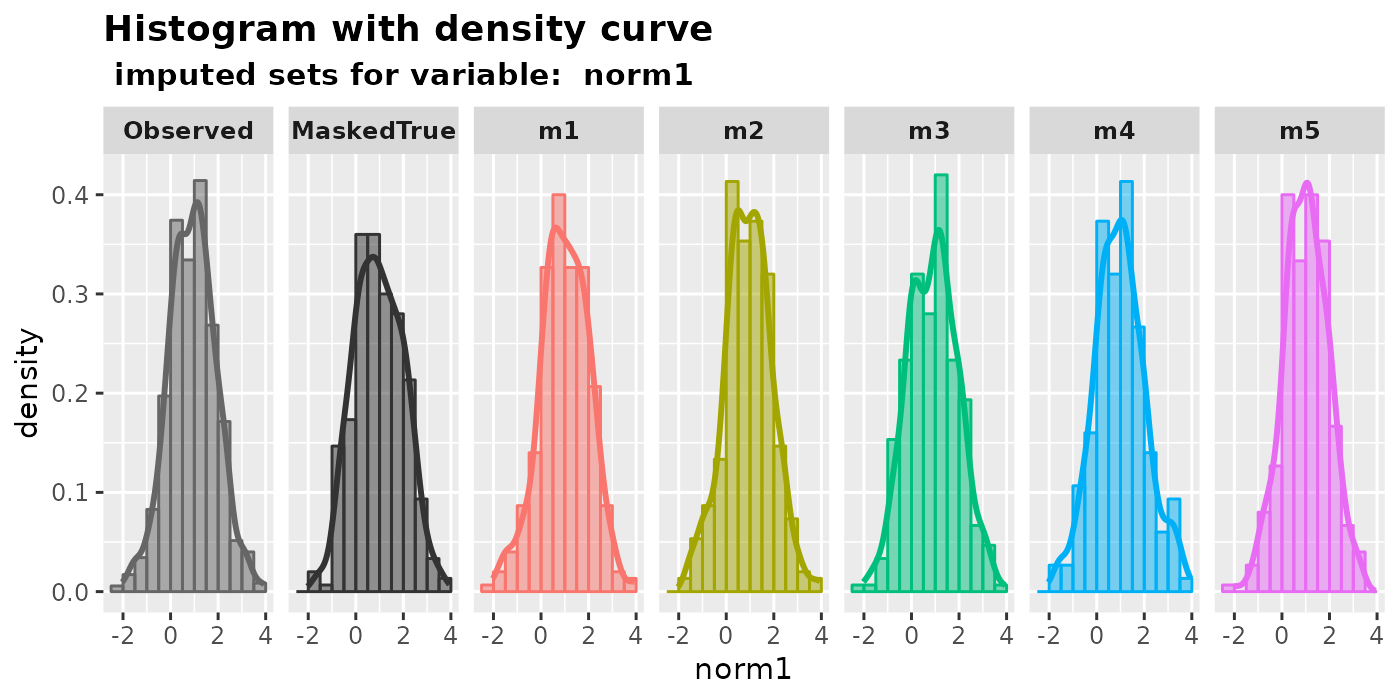 Histogram with density curve
imputed sets for variable:  norm1
Observed MaskedTrue m1 m2 m3 m4 m5
0.4
0.3
0.2
0.1
0.0
density
-2 0 2 4 -2 0 2 4 -2 0 2 4 -2 0 2 4 -2 0 2 4 -2 0 2 4 -2 0 2 4
norm1